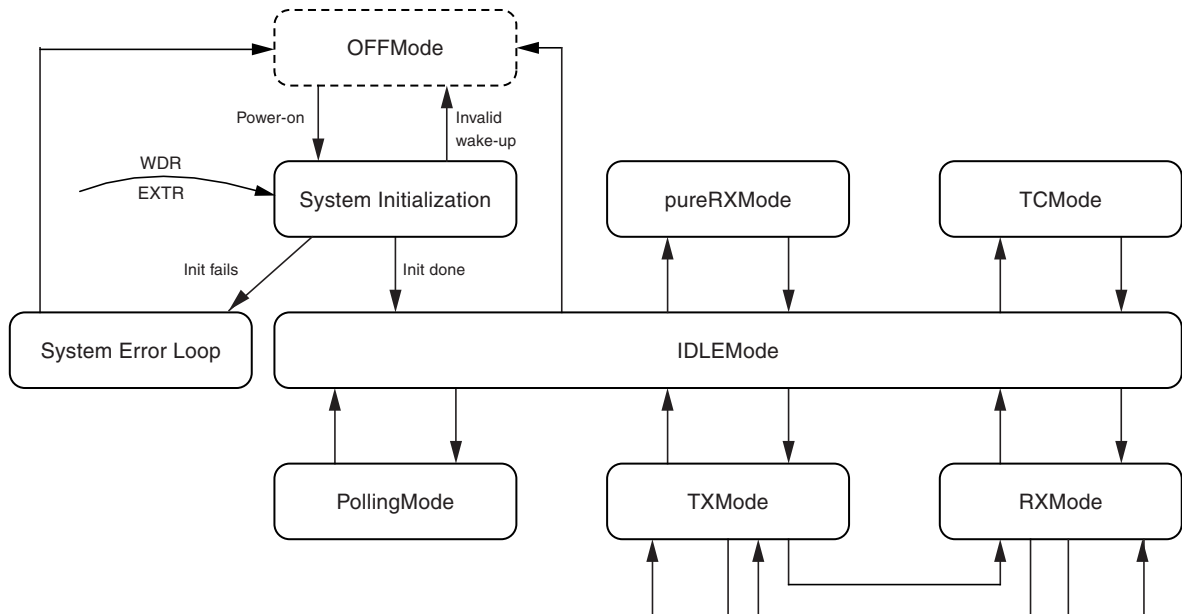 OFFMode
Power-on
Invalid
wake-up
WDR
EXTR
System Initialization
pureRXMode
TCMode
Init fails
Init done
System Error Loop
IDLEMode
PollingMode
TXMode
RXMode